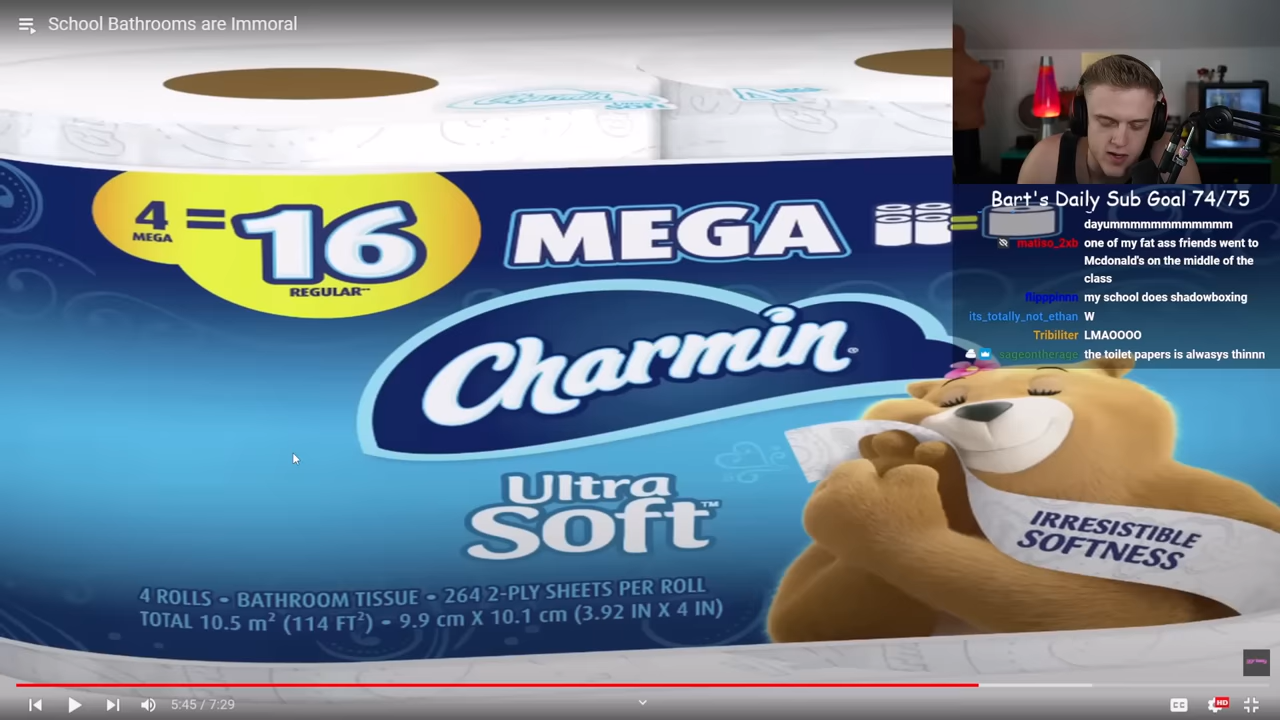 School Bathrooms are Immoral
4 = 16
MEGA
REGULAR**
MEGA
Charmin
Ultra
Soft™
IRRESISTIBLE
SOFTNESS
4 ROLLS • BATHROOM TISSUE • 264 2-PLY SHEETS PER ROLL
TOTAL 10.5 m² (114 FT²) • 9.9 cm X 10.1 cm (3.92 IN X 4 IN)
Bart's Daily Sub Goal 74/75
dayummmmmmmmmmm
matiso_2xb one of my fat ass friends went to
Mcdonald's on the middle of the
class
flipppinnn my school does shadowboxing
its_totally_not_ethan W
Tribiliter LMAOOOO
sageontherage the toilet papers is alwasys thinnn
5:45 / 7:29
CC
HD